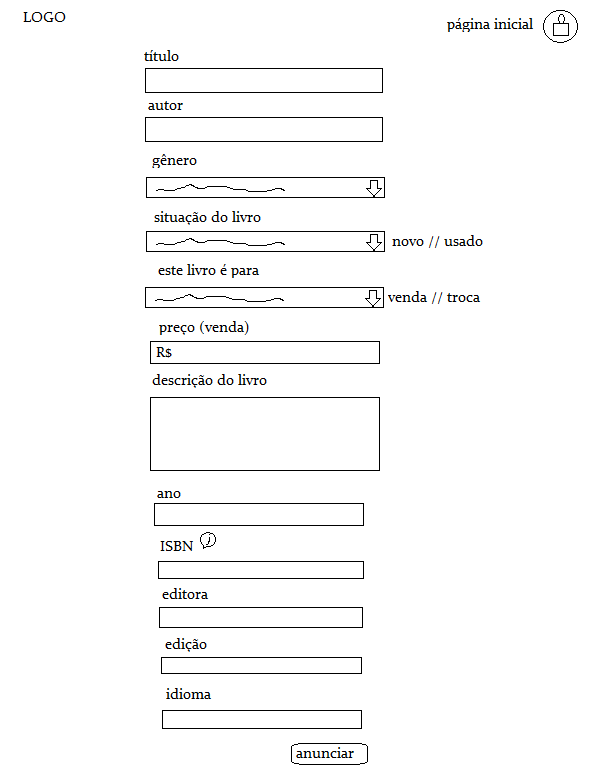 LOGO
página inicial
título
autor
gênero
situação do livro
novo // usado
este livro é para
venda // troca
preço (venda)
R$
descrição do livro
ano
ISBN i
editora
edição
idioma
anunciar